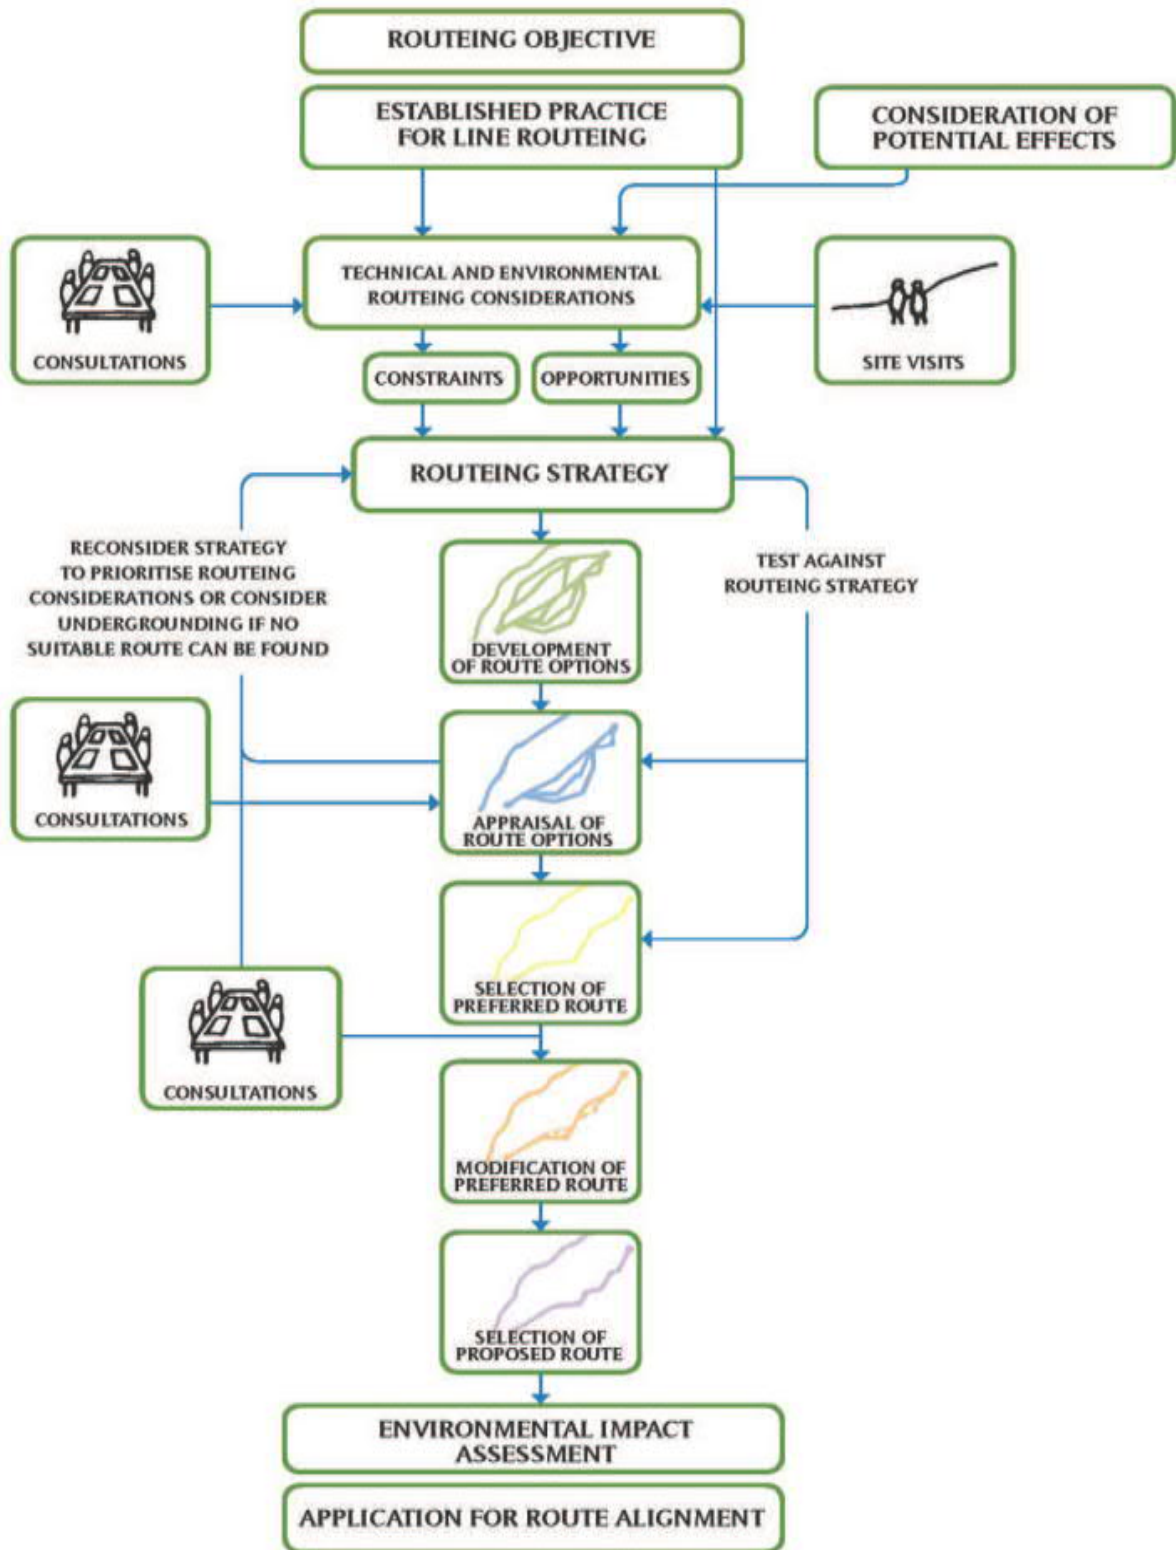 ROUTEING OBJECTIVE
ESTABLISHED PRACTICE
FOR LINE ROUTEING
CONSIDERATION OF
POTENTIAL EFFECTS
CONSULTATIONS
TECHNICAL AND ENVIRONMENTAL
ROUTEING CONSIDERATIONS
SITE VISITS
CONSTRAINTS
OPPORTUNITIES
ROUTEING STRATEGY
RECONSIDER STRATEGY
TO PRIORITISE ROUTEING
CONSIDERATIONS OR CONSIDER
UNDERGROUNDING IF NO
SUITABLE ROUTE CAN BE FOUND
TEST AGAINST
ROUTEING STRATEGY
DEVELOPMENT
OF ROUTE OPTIONS
CONSULTATIONS
APPRAISAL OF
ROUTE OPTIONS
SELECTION OF
PREFERRED ROUTE
CONSULTATIONS
MODIFICATION OF
PREFERRED ROUTE
SELECTION OF
PROPOSED ROUTE
ENVIRONMENTAL IMPACT
ASSESSMENT
APPLICATION FOR ROUTE ALIGNMENT